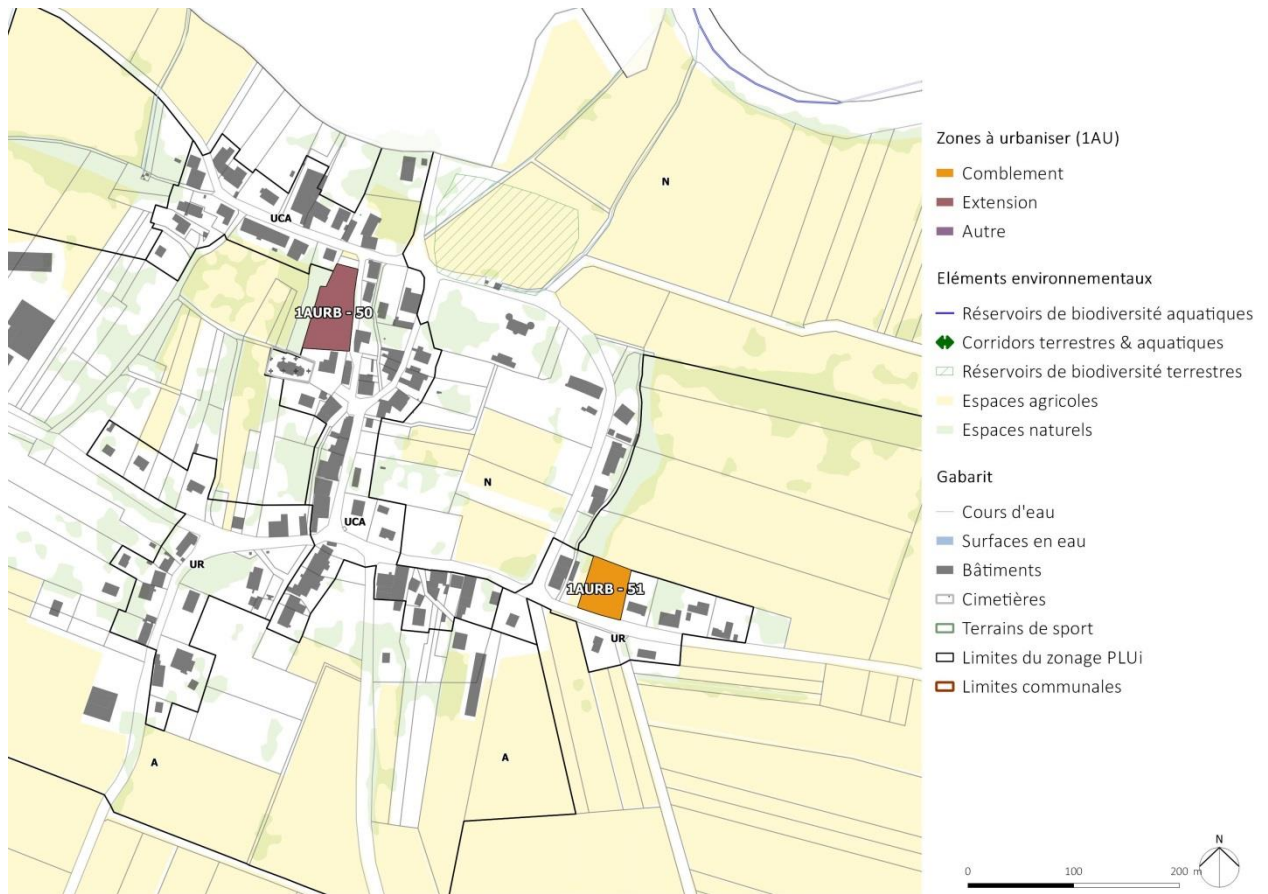 N
UCA
1AURB - 50
N
UCA
UR
1AURB - 51
UR
A
A
Zones à urbaniser (1AU)
Comblement
Extension
Autre
Eléments environnementaux
Réservoirs de biodiversité aquatiques
Corridors terrestres & aquatiques
Réservoirs de biodiversité terrestres
Espaces agricoles
Espaces naturels
Gabarit
Cours d'eau
Surfaces en eau
Bâtiments
Cimetières
Terrains de sport
Limites du zonage PLUi
Limites communales
N
0 100 200 m